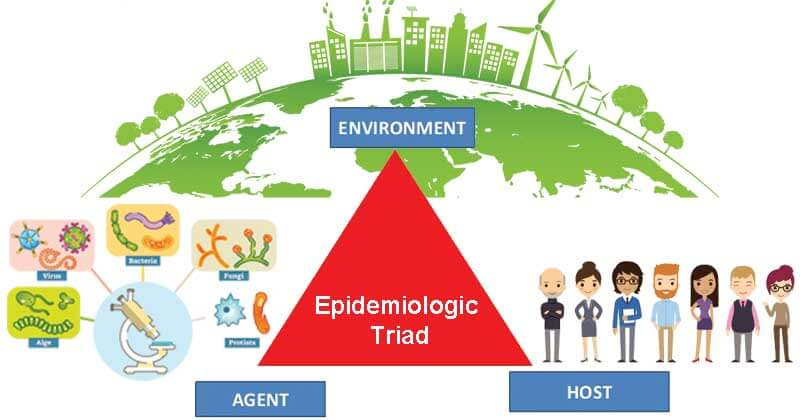 ENVIRONMENT
Virus
Bacteria
Fungi
Alge
Protists
Epidemiologic
Triad
AGENT
HOST